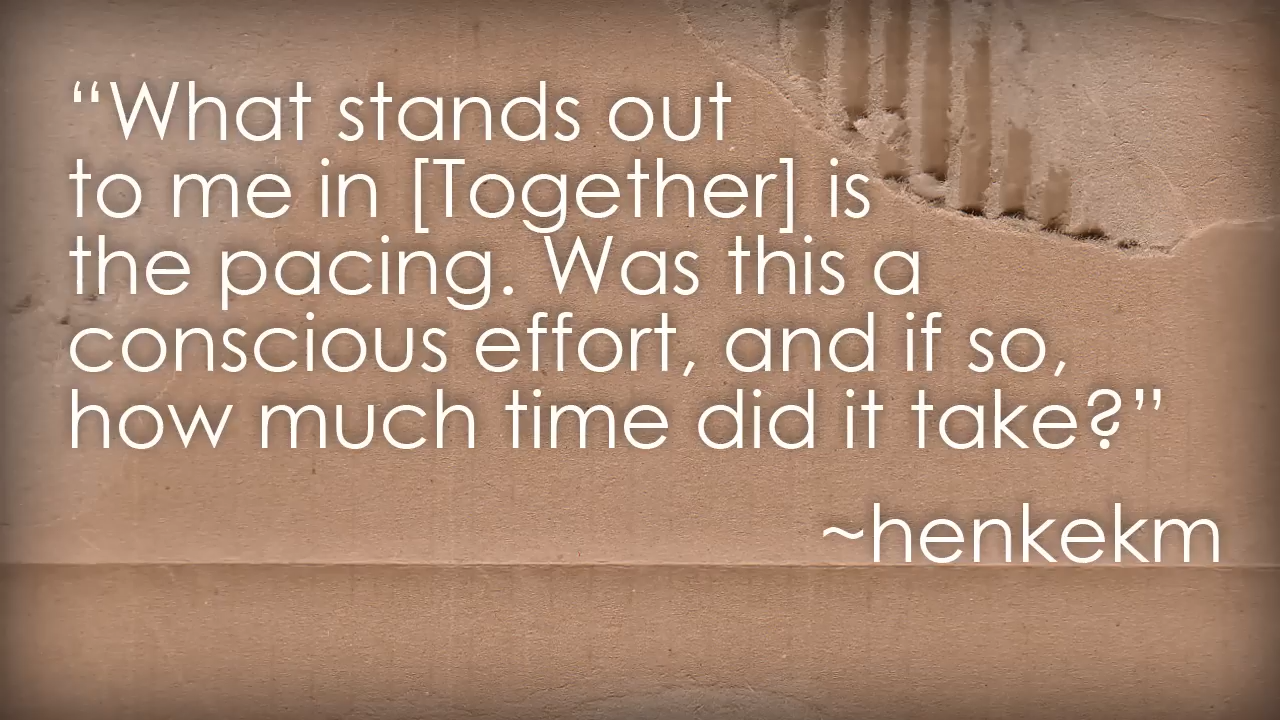 “What stands out
to me in [Together] is
the pacing. Was this a
conscious effort, and if so,
how much time did it take?”
~henkekm